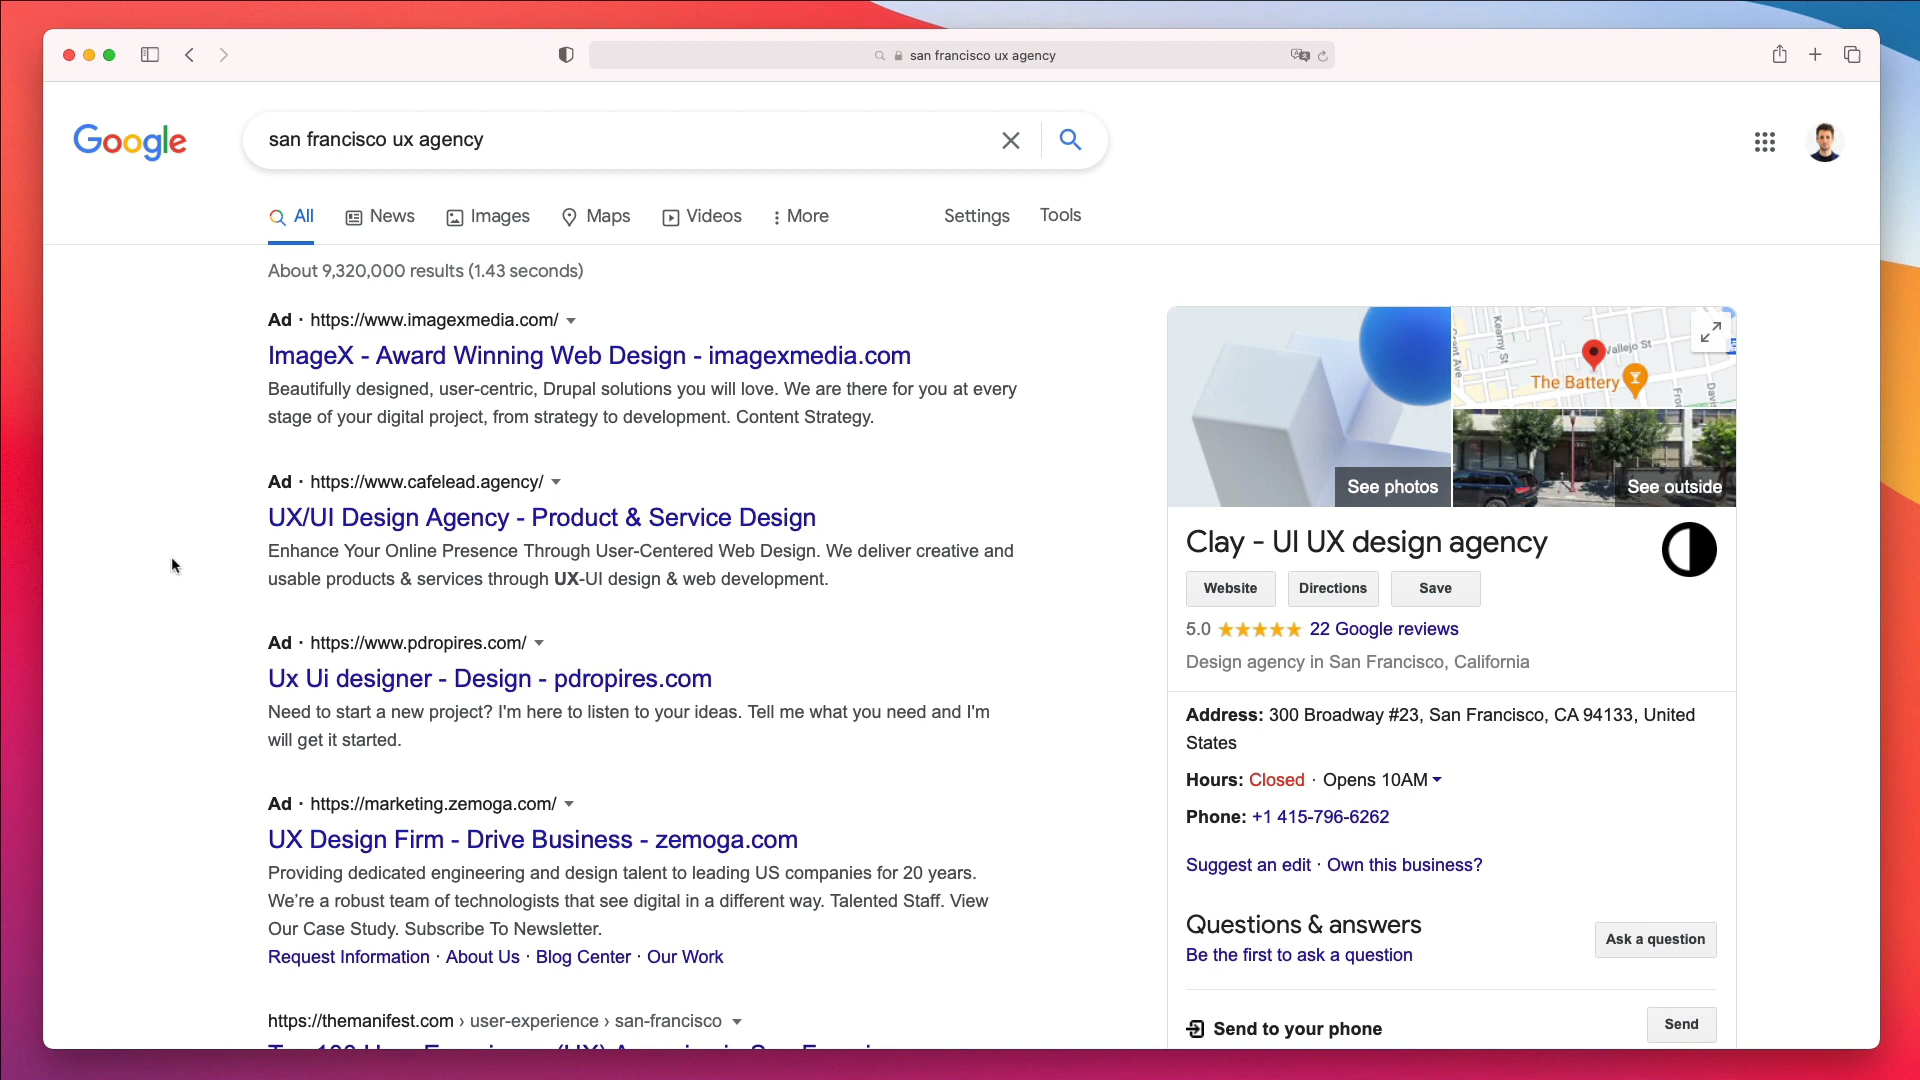 san francisco ux agency
Google
san francisco ux agency
All
News
Images
Maps
Videos
More
Settings
Tools
About 9,320,000 results (1.43 seconds)
Ad · https://www.imagexmedia.com/
ImageX - Award Winning Web Design - imagexmedia.com
Beautifully designed, user-centric, Drupal solutions you will love. We are there for you at every
stage of your digital project, from strategy to development. Content Strategy.
Ad · https://www.cafelead.agency/
UX/UI Design Agency - Product & Service Design
Enhance Your Online Presence Through User-Centered Web Design. We deliver creative and
usable products & services through UX-UI design & web development.
Ad · https://www.pdropires.com/
Ux Ui designer - Design - pdropires.com
Need to start a new project? I'm here to listen to your ideas. Tell me what you need and I'm
will get it started.
Ad · https://marketing.zemoga.com/
UX Design Firm - Drive Business - zemoga.com
Providing dedicated engineering and design talent to leading US companies for 20 years.
We're a robust team of technologists that see digital in a different way. Talented Staff. View
Our Case Study. Subscribe To Newsletter.
Request Information · About Us · Blog Center · Our Work
https://themanifest.com › user-experience › san-francisco
Kearny St
Vallejo St
The Battery
See photos
See outside
Clay - UI UX design agency
Website
Directions
Save
5.0
22 Google reviews
Design agency in San Francisco, California
Address: 300 Broadway #23, San Francisco, CA 94133, United
States
Hours: Closed · Opens 10AM
Phone: +1 415-796-6262
Suggest an edit · Own this business?
Questions & answers
Be the first to ask a question
Ask a question
Send to your phone
Send